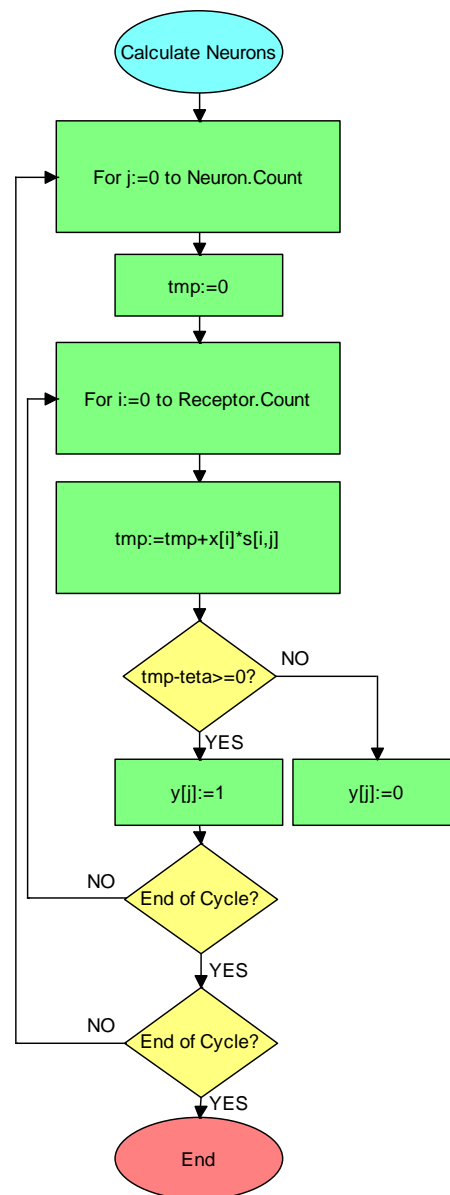 Calculate Neurons
For j:=0 to Neuron.Count
tmp:=0
For i:=0 to Receptor.Count
tmp:=tmp+x[i]*s[i,j]
tmp-teta>=0?
NO
YES
y[j]:=1
y[j]:=0
NO
End of Cycle?
YES
NO
End of Cycle?
YES
End